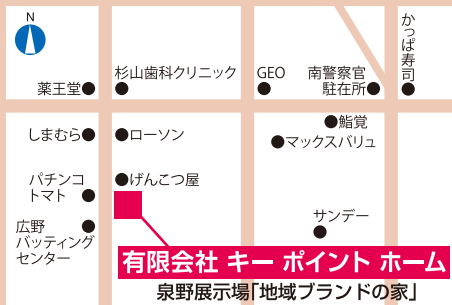 N
かっぱ寿司
杉山歯科クリニック
GEO
南警察官
駐在所
薬王堂
しまむら
ローソン
鮨覚
マックスバリュ
パチンコ
トマト
げんこつ屋
広野
バッティング
センター
サンデー
有限会社 キー ポイント ホーム
泉野展示場「地域ブランドの家」